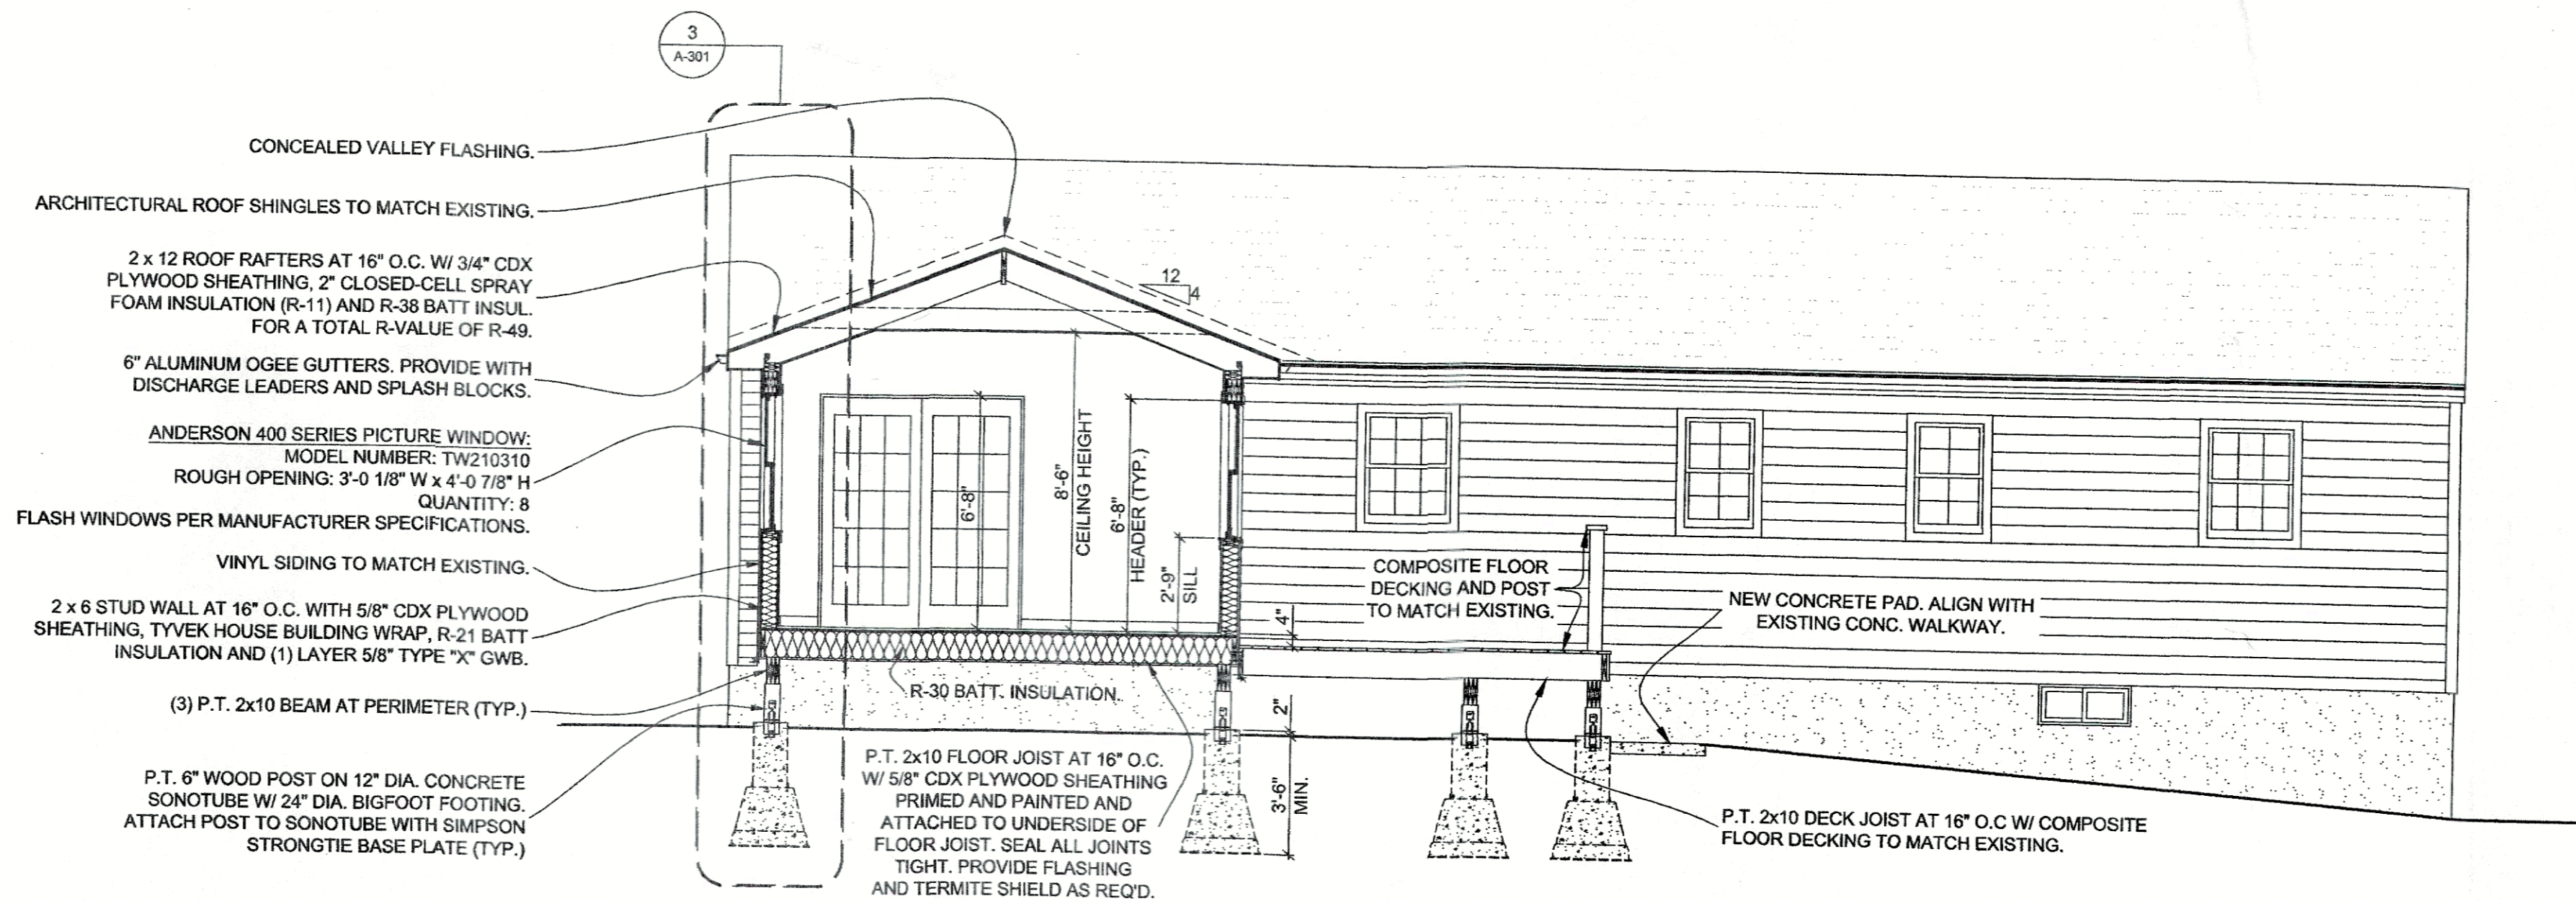 3
A-301
CONCEALED VALLEY FLASHING.
ARCHITECTURAL ROOF SHINGLES TO MATCH EXISTING.
2 x 12 ROOF RAFTERS AT 16" O.C. W/ 3/4" CDX
PLYWOOD SHEATHING, 2" CLOSED-CELL SPRAY
FOAM INSULATION (R-11) AND R-38 BATT INSUL.
FOR A TOTAL R-VALUE OF R-49.
6" ALUMINUM OGEE GUTTERS. PROVIDE WITH
DISCHARGE LEADERS AND SPLASH BLOCKS.
ANDERSON 400 SERIES PICTURE WINDOW:
MODEL NUMBER: TW210310
ROUGH OPENING: 3'-0 1/8" W x 4'-0 7/8" H
QUANTITY: 8
FLASH WINDOWS PER MANUFACTURER SPECIFICATIONS.
VINYL SIDING TO MATCH EXISTING.
2 x 6 STUD WALL AT 16" O.C. WITH 5/8" CDX PLYWOOD
SHEATHING, TYVEK HOUSE BUILDING WRAP, R-21 BATT
INSULATION AND (1) LAYER 5/8" TYPE "X" GWB.
(3) P.T. 2x10 BEAM AT PERIMETER (TYP.)
P.T. 6" WOOD POST ON 12" DIA. CONCRETE
SONOTUBE W/ 24" DIA. BIGFOOT FOOTING.
ATTACH POST TO SONOTUBE WITH SIMPSON
STRONGTIE BASE PLATE (TYP.)
12
4
6'-8"
8'-6"
CEILING HEIGHT
6'-8"
HEADER (TYP.)
2'-9"
SILL
4"
R-30 BATT. INSULATION.
2"
3'-6"
MIN.
P.T. 2x10 FLOOR JOIST AT 16" O.C.
W/ 5/8" CDX PLYWOOD SHEATHING
PRIMED AND PAINTED AND
ATTACHED TO UNDERSIDE OF
FLOOR JOIST. SEAL ALL JOINTS
TIGHT. PROVIDE FLASHING
AND TERMITE SHIELD AS REQ'D.
COMPOSITE FLOOR
DECKING AND POST
TO MATCH EXISTING.
NEW CONCRETE PAD. ALIGN WITH
EXISTING CONC. WALKWAY.
P.T. 2x10 DECK JOIST AT 16" O.C W/ COMPOSITE
FLOOR DECKING TO MATCH EXISTING.